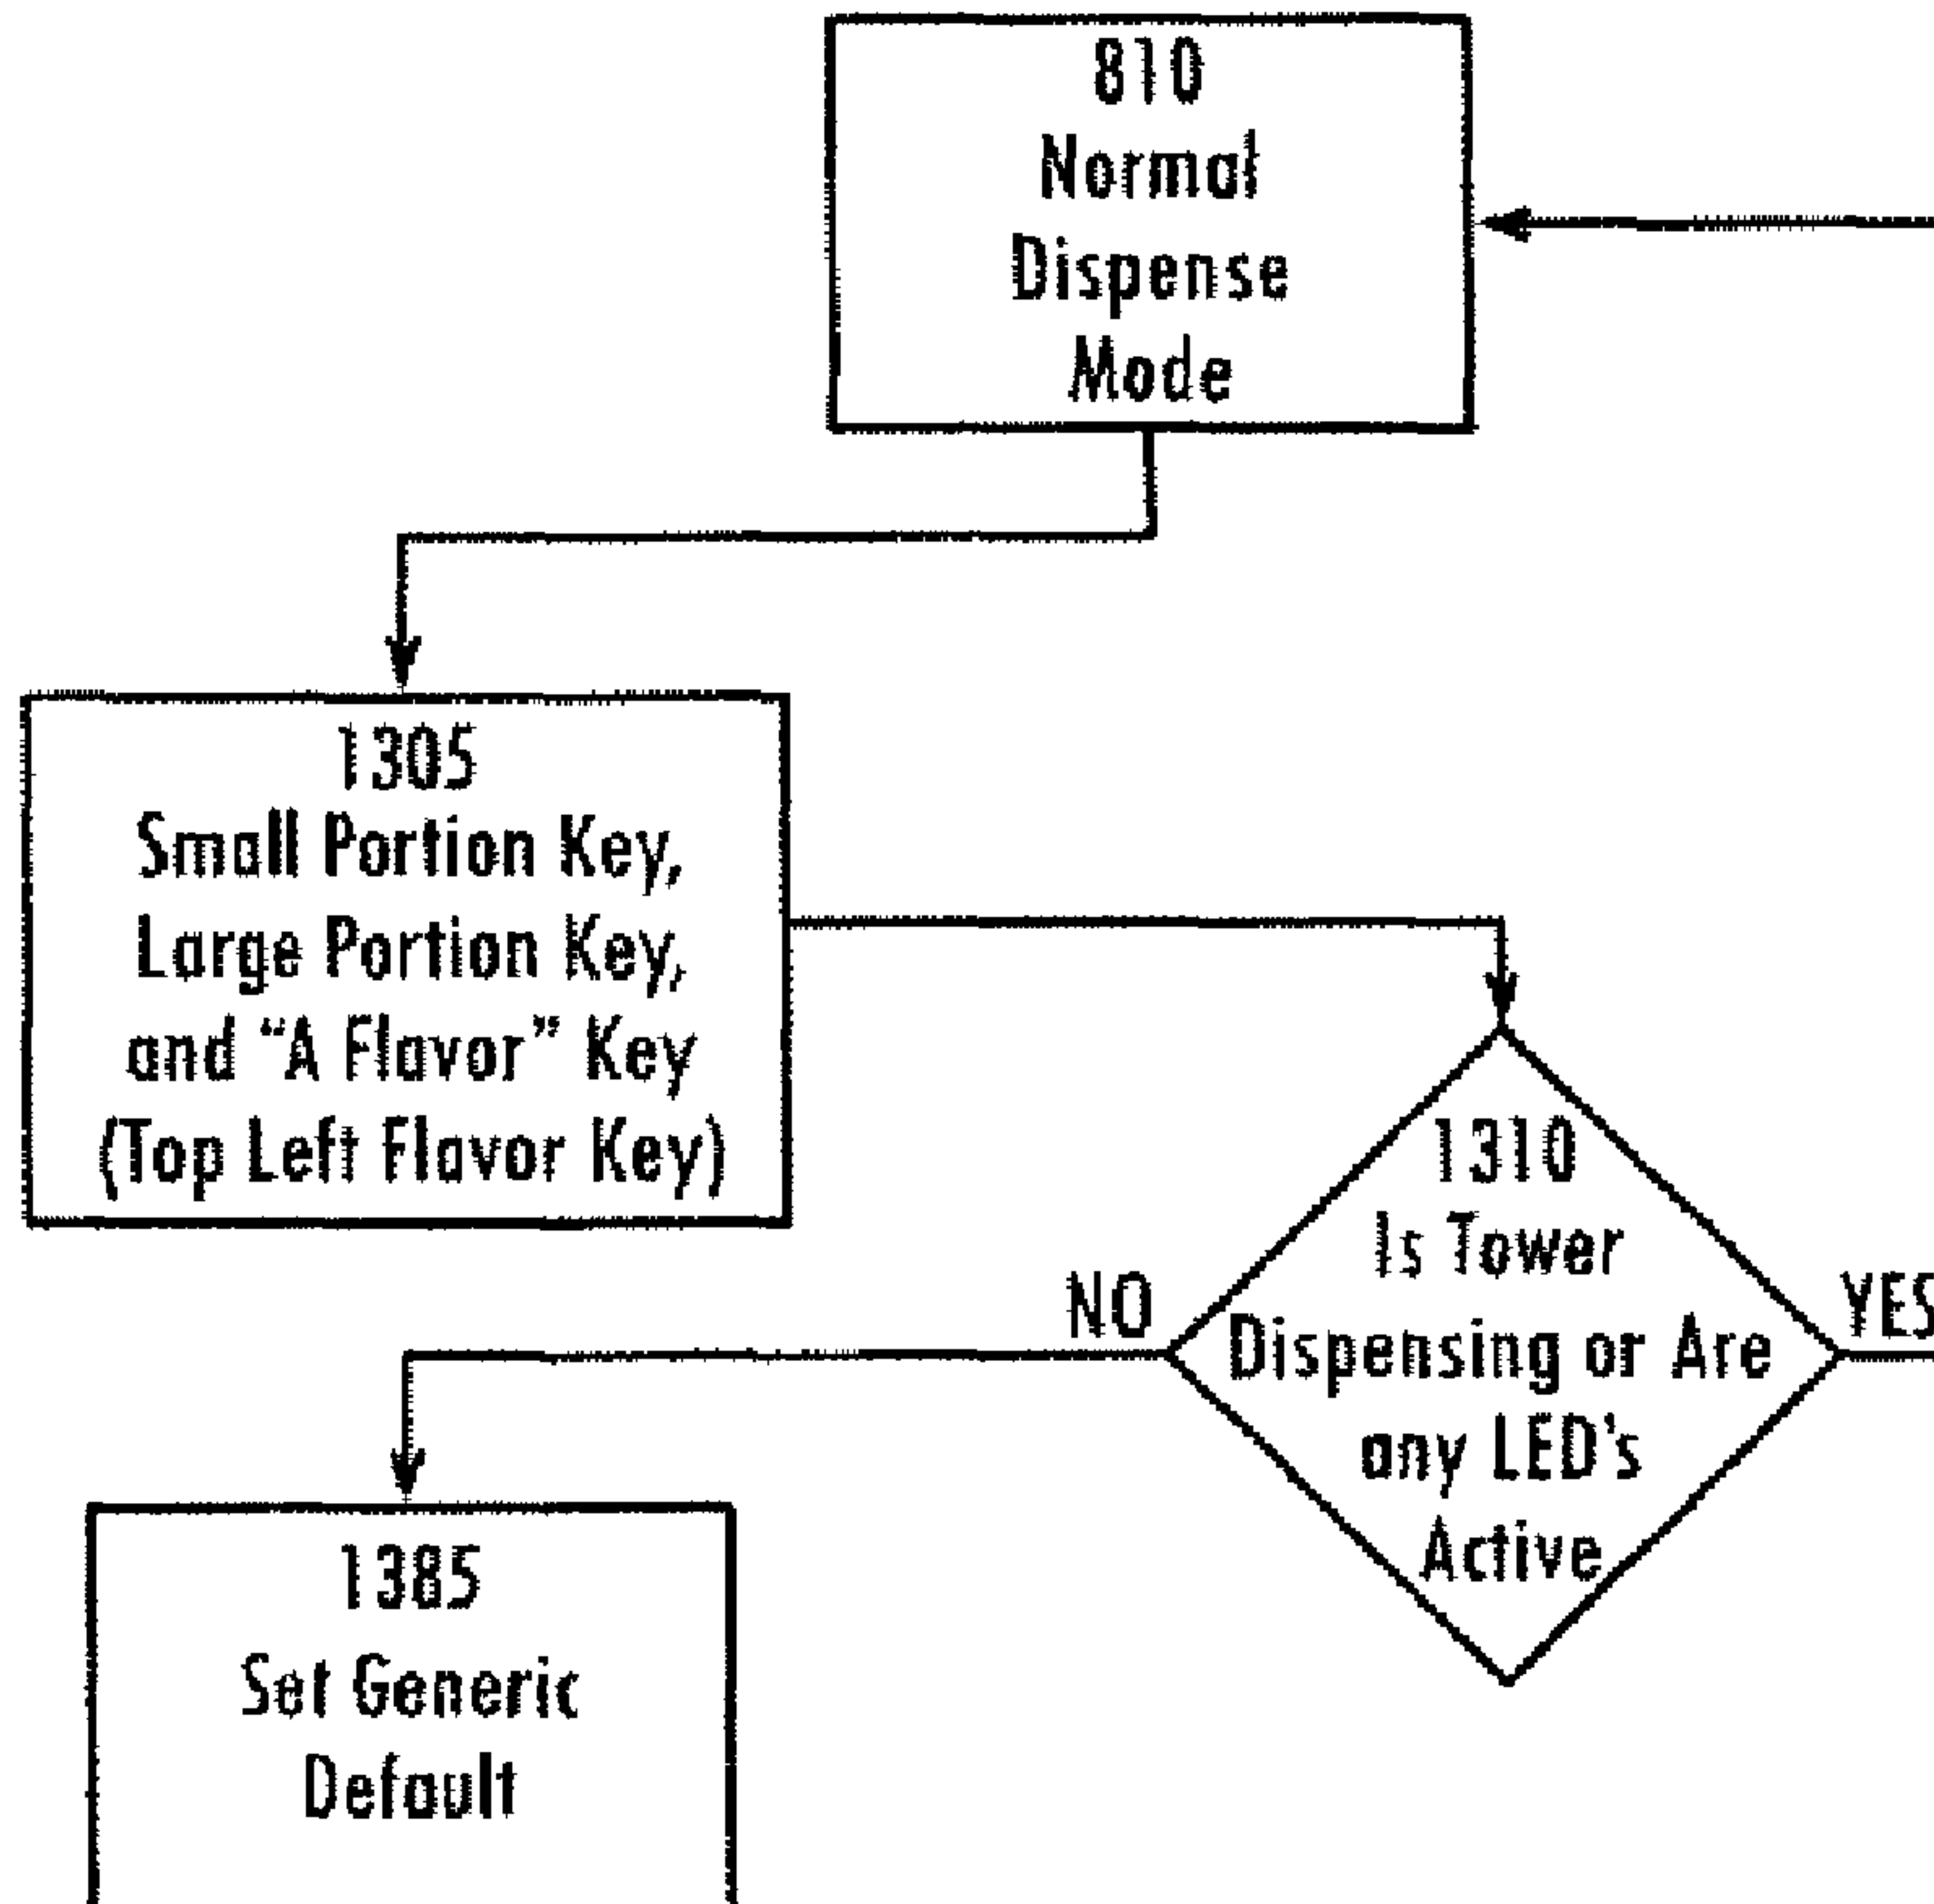 810
Normal
Dispense
Mode
1305
Small Portion Key,
Large Portion Key,
and “A Flavor” Key
(Top Left Flavor Key)
1310
Is Tower
Dispensing or Are
any LED's
Active
NO
YES
1385
Set Generic
Default